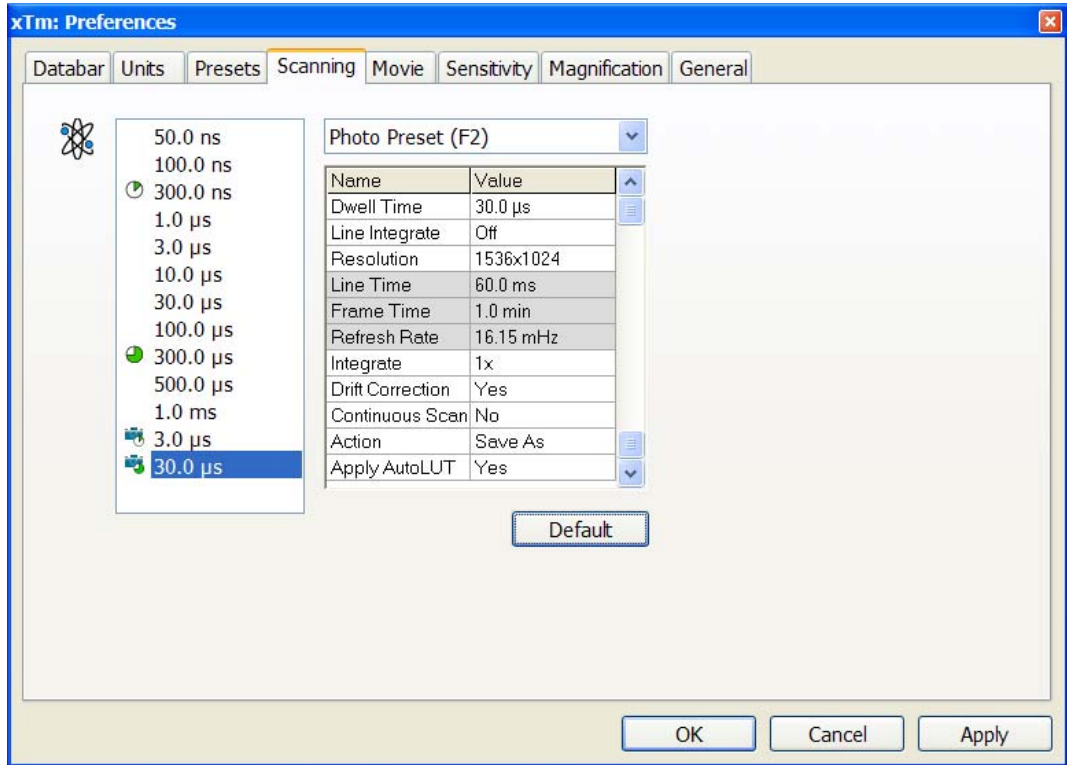 xTm: Preferences
Databar Units Presets Scanning Movie Sensitivity Magnification General
50.0 ns
100.0 ns
300.0 ns
1.0 µs
3.0 µs
10.0 µs
30.0 µs
100.0 µs
300.0 µs
500.0 µs
1.0 ms
3.0 µs
30.0 µs
Photo Preset (F2)
Name Value
Dwell Time 30.0 µs
Line Integrate Off
Resolution 1536x1024
Line Time 60.0 ms
Frame Time 1.0 min
Refresh Rate 16.15 mHz
Integrate 1x
Drift Correction Yes
Continuous Scan No
Action Save As
Apply AutoLUT Yes
Default
OK Cancel Apply